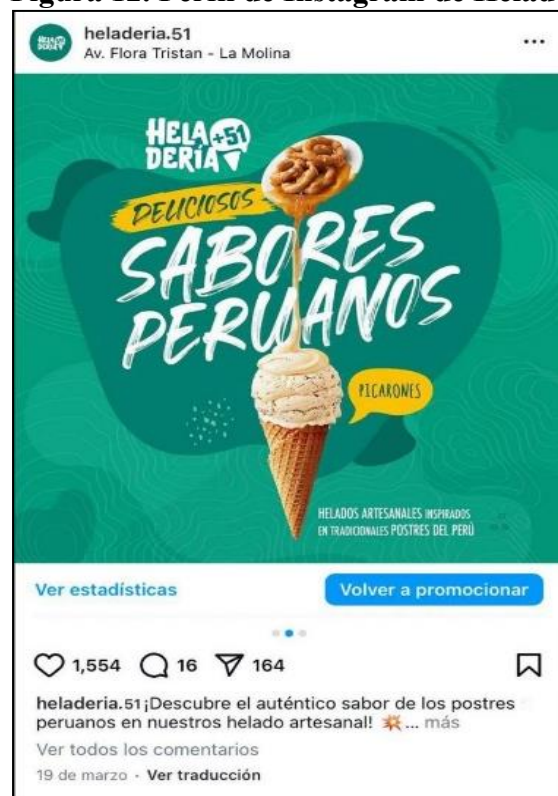 Figura 12. Perfil de Instagram de Helad
heladeria.51
Av. Flora Tristan - La Molina
HELA
DERÍA +51
DELICIOSOS
SABORES
PERUANOS
PICARONES
HELADOS ARTESANALES INSPIRADOS
EN TRADICIONALES POSTRES DEL PERÚ
Ver estadísticas
Volver a promocionar
1,554 16 164
heladeria.51 ¡Descubre el auténtico sabor de los postres
peruanos en nuestros helado artesanal! 💥... más
Ver todos los comentarios
19 de marzo · Ver traducción